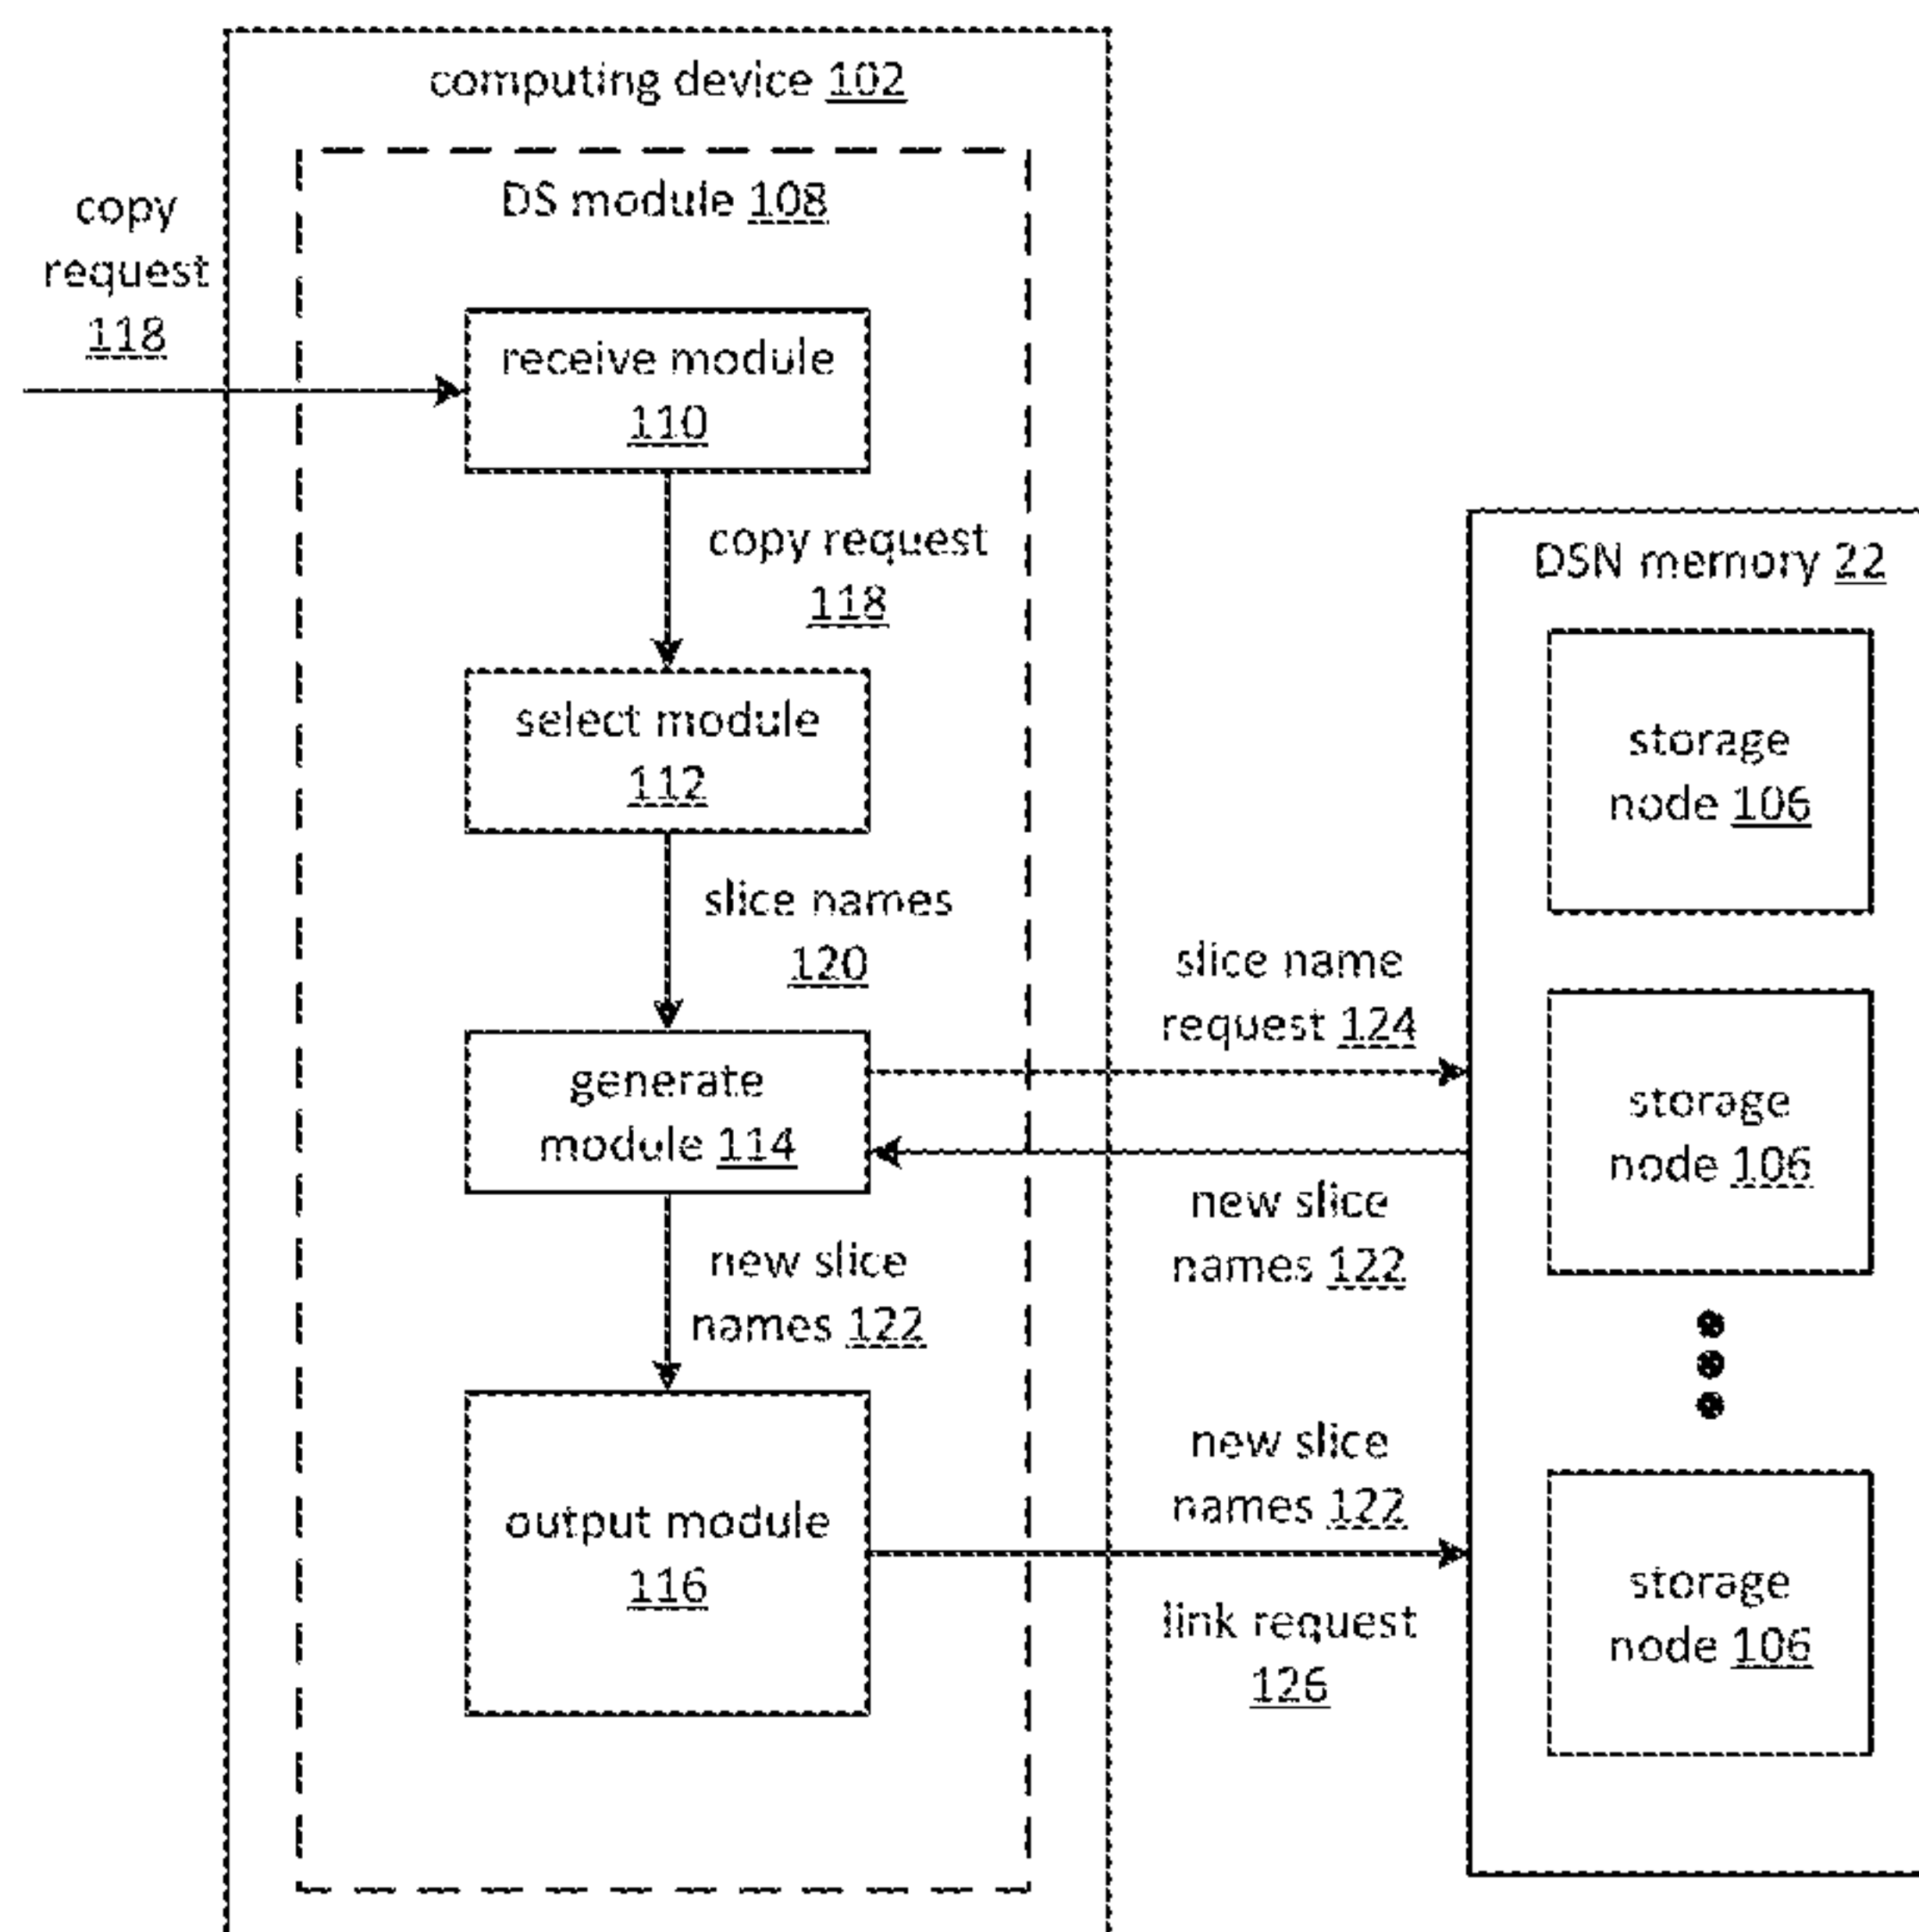 computing device 102
DS module 108
copy
request
118
receive module
110
copy request
118
select module
112
slice names
120
generate
module 114
new slice
names 122
output module
116
slice name
request 124
new slice
names 122
new slice
names 122
link request
126
DSN memory 22
storage
node 106
storage
node 106
storage
node 106